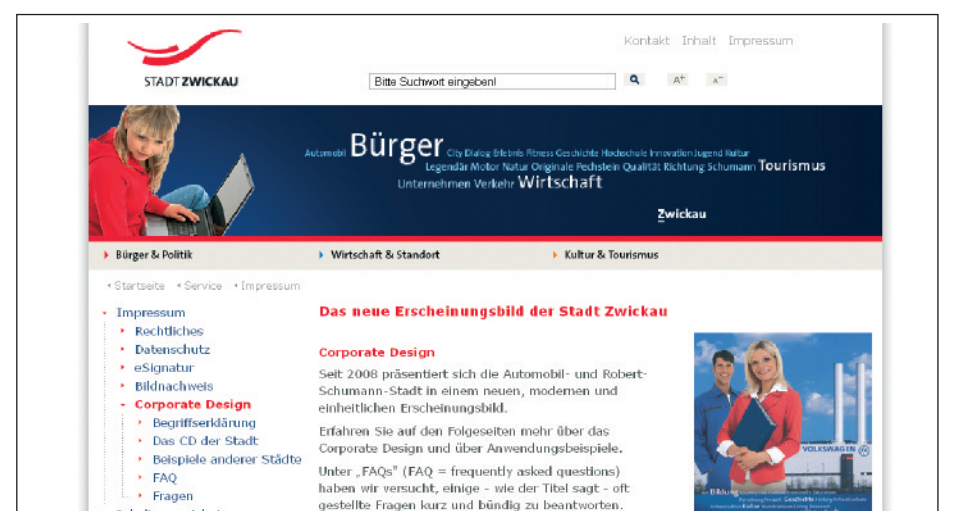 Kontakt Inhalt Impressum
STADT ZWICKAU
Bitte Suchwort eingeben!
A+ A-
Automobil Bürger City Dialog Erlebnis Fitness Geschichte Hochschule Innovation Jugend Kultur
Legendär Motor Natur Originale Pechstein Qualität Richtung Schumann Tourismus
Unternehmen Verkehr Wirtschaft
Zwickau
Bürger & Politik
Wirtschaft & Standort
Kultur & Tourismus
Startseite Service Impressum
Impressum
Rechtliches
Datenschutz
eSignatur
Bildnachweis
Corporate Design
Begriffserklärung
Das CD der Stadt
Beispiele anderer Städte
FAQ
Fragen
Das neue Erscheinungsbild der Stadt Zwickau
Corporate Design
Seit 2008 präsentiert sich die Automobil- und Robert-
Schumann-Stadt in einem neuen, modernen und
einheitlichen Erscheinungsbild.
Erfahren Sie auf den Folgeseiten mehr über das
Corporate Design und über Anwendungsbeispiele.
Unter „FAQs" (FAQ = frequently asked questions)
haben wir versucht, einige - wie der Titel sagt - oft
gestellte Fragen kurz und bündig zu beantworten.
VOLKSWAGEN
Bildung
Geschichte
Kultur